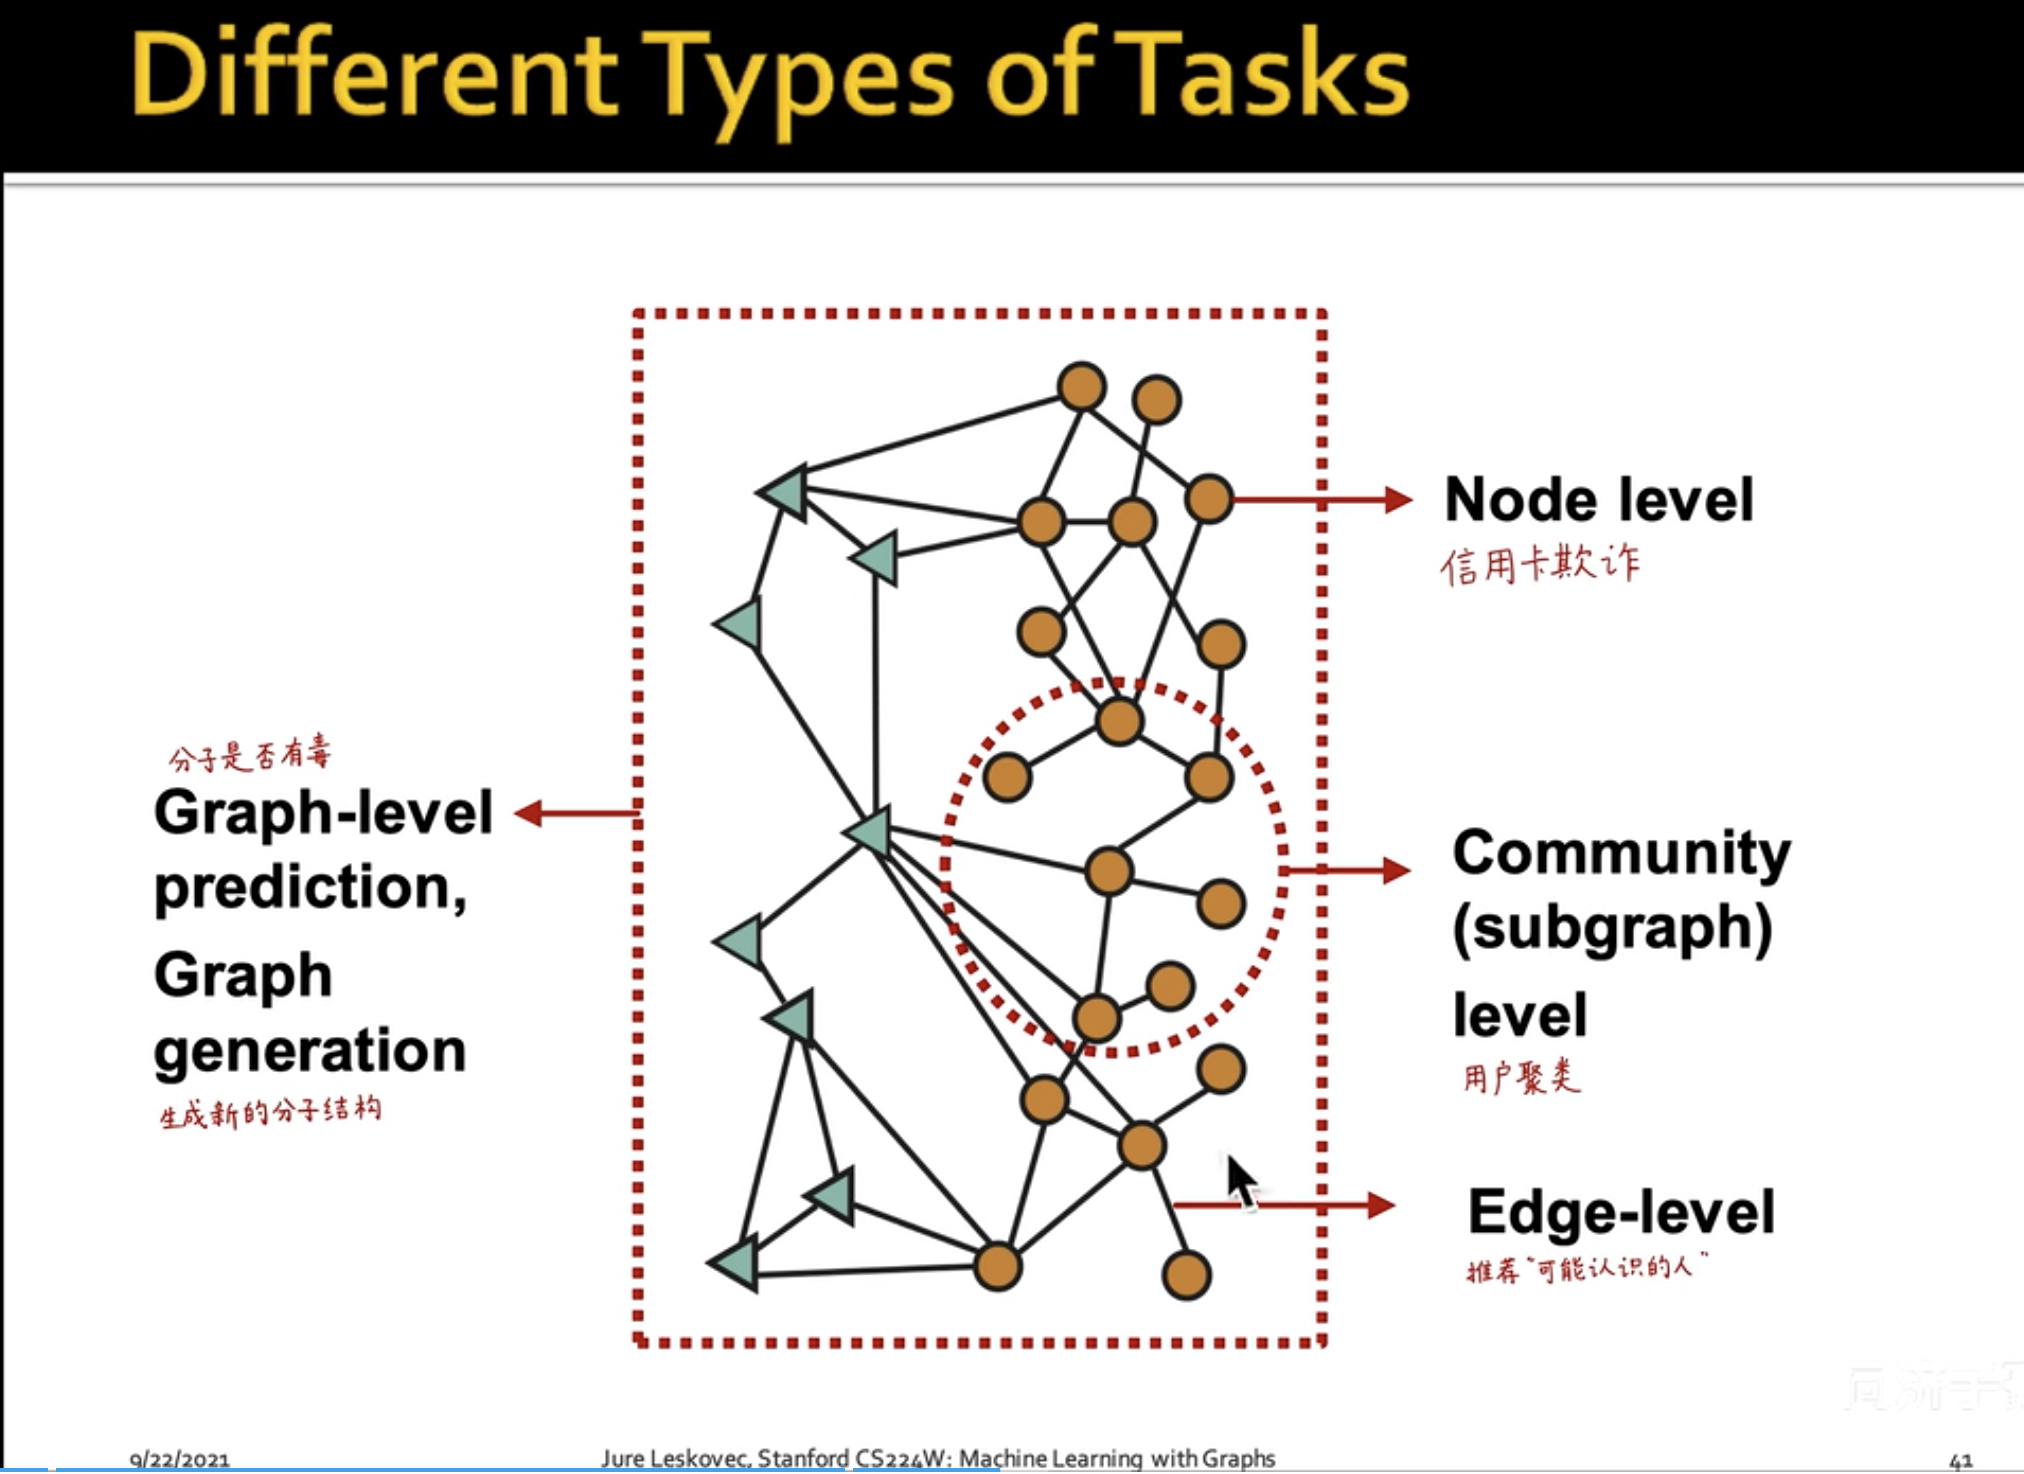 Different Types of Tasks
Node level
信用卡欺诈
分子是否有毒
Graph-level
prediction,
Graph
generation
生成新的分子结构
Community
(subgraph)
level
用户聚类
Edge-level
推荐“可能认识的人”
9/22/2021
Jure Leskovec, Stanford CS224W: Machine Learning with Graphs
41